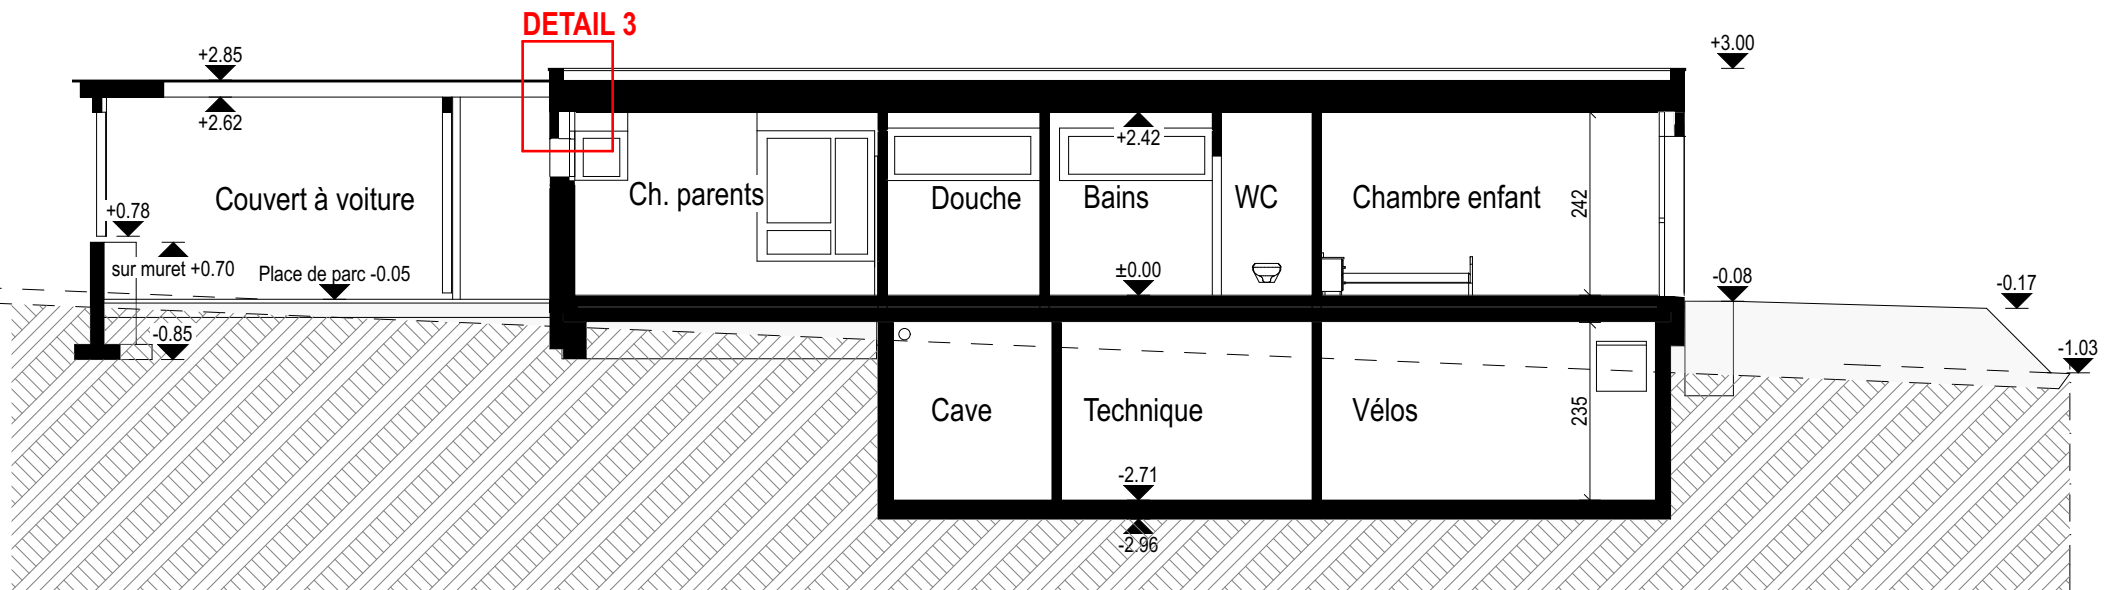 DETAIL 3
+2.85
+3.00
+2.62
+2.42
Couvert à voiture
Ch. parents
Douche
Bains
WC
Chambre enfant
242
+0.78
sur muret +0.70
Place de parc -0.05
±0.00
-0.08
-0.17
-0.85
-1.03
Cave
Technique
Vélos
235
-2.71
-2.96